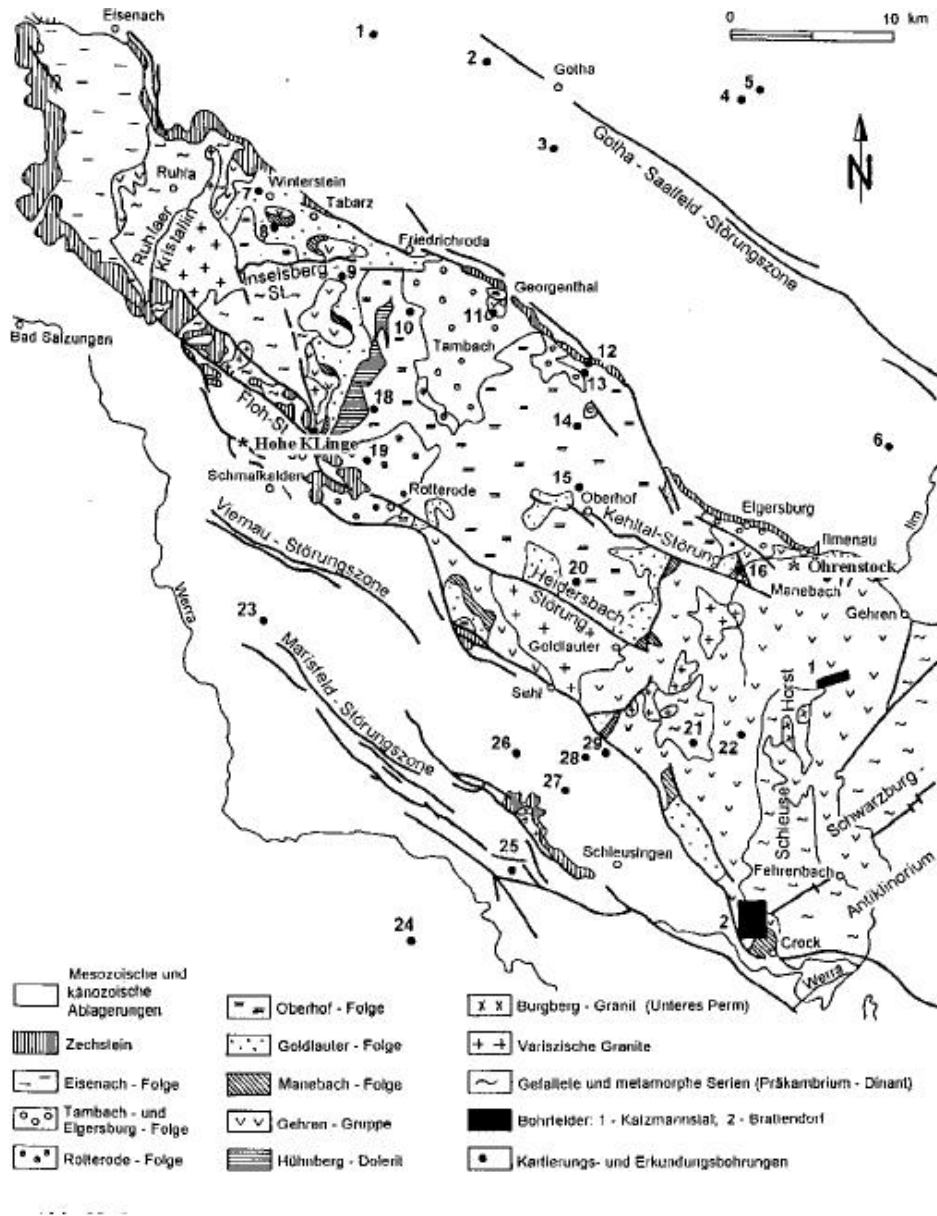 Eisenach
0 10 km
1
2
Gotha
5
4
3
N
Gotha - Saalfeld -Störungszone
Ruhla
7
Winterstein
Tabarz
8
Ruhlaer
Kristallin
Friedrichroda
Inselsberg
St.
9
Georgenthal
10
11
Bad Salzungen
Tambach
12
13
Floh-St.
18
14
6
* Hohe KLinge
19
Schmalkalden
15
Rotterode
Oberhof
Elgersburg
Ilm
Kehltal-Störung
Ilmenau
Viernau - Störungszone
* Öhrenstock
16
20
Manebach
Heidersbach
Störung
Werra
Gehren
23
Goldlauter
1
Marisfeld - Störungszone
Suhl
Horst
Schleuse
21
22
26
29
28
27
Schwarzburg -
Antiklinorium
25
Schleusingen
Fehrenbach
2
24
Crock
Werra
Mesozoische und
känozoische
Ablagerungen
Oberhof - Folge
Burgberg - Granit (Unteres Perm)
Zechstein
Goldlauter - Folge
Variszische Granite
Eisenach - Folge
Manebach - Folge
Gefaltete und metamorphe Serien (Präkambrium - Dinant)
Tambach - und
Elgersburg - Folge
Gehren - Gruppe
Bohrfelder: 1 - Katzmannstal; 2 - Brattendorf
Rotterode - Folge
Hühnberg - Dolerit
Kartierungs - und Erkundungsbohrungen